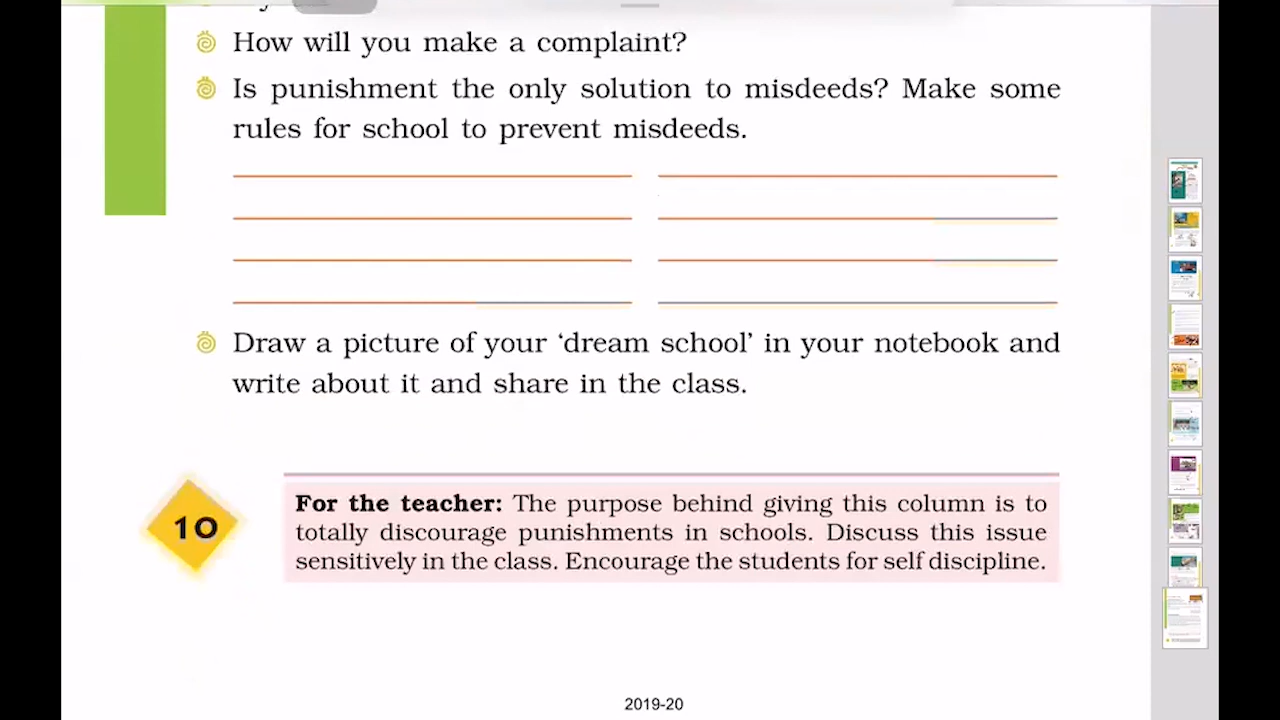 How will you make a complaint?
Is punishment the only solution to misdeeds? Make some
rules for school to prevent misdeeds.
Draw a picture of your ‘dream school’ in your notebook and
write about it and share in the class.
10
For the teacher: The purpose behind giving this column is to
totally discourage punishments in schools. Discuss this issue
sensitively in the class. Encourage the students for self discipline.
2019-20